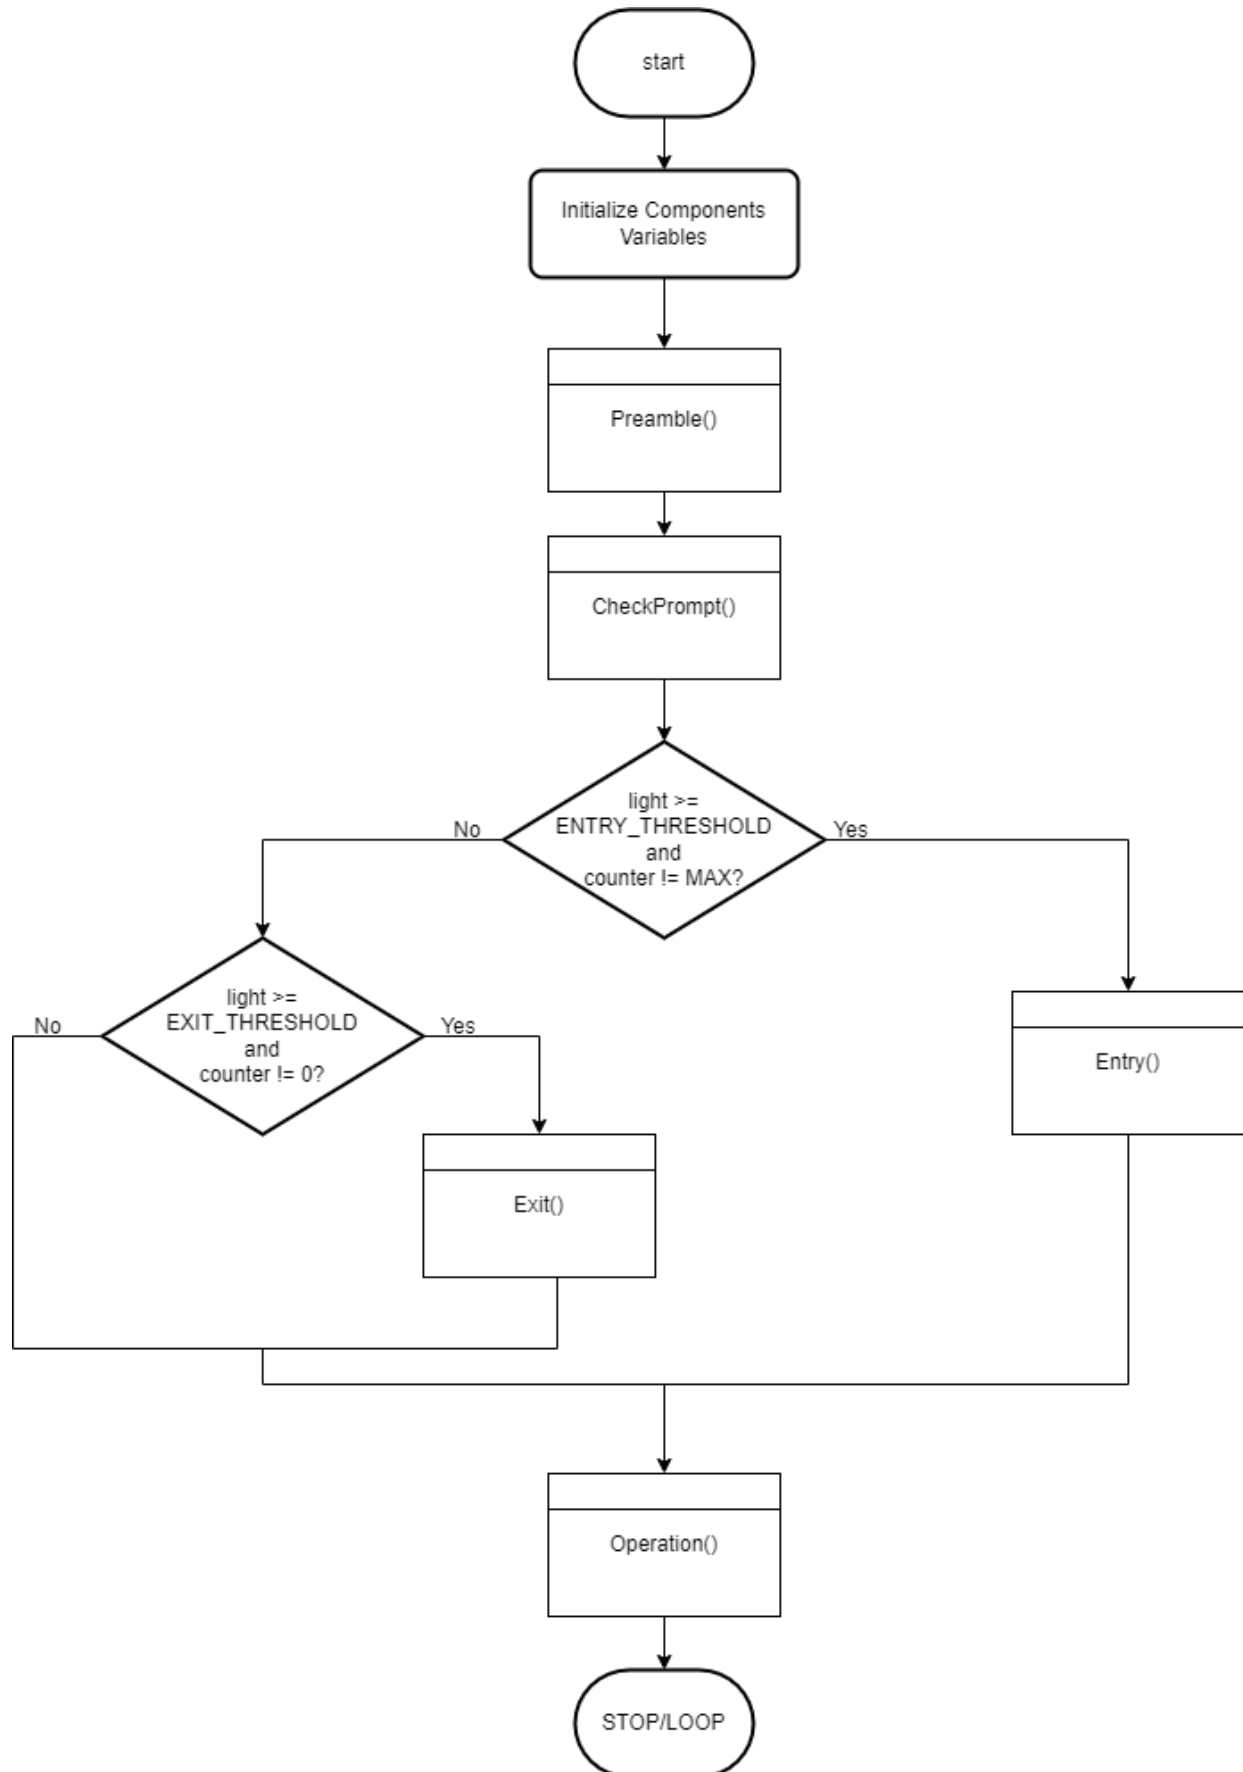 start
Initialize Components
Variables
Preamble()
CheckPrompt()
light >=
ENTRY_THRESHOLD
and
counter != MAX?
No
Yes
light >=
EXIT_THRESHOLD
and
counter != 0?
No
Yes
Entry()
Exit()
Operation()
STOP/LOOP